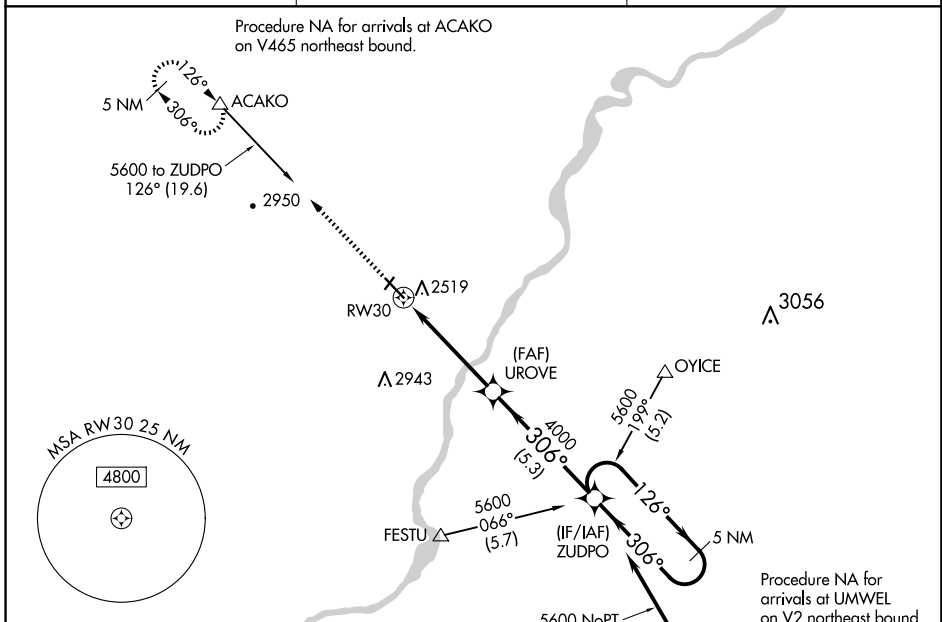 Procedure NA for arrivals at ACAKO
on V465 northeast bound.
126°
ACAKO
5 NM
306°
5600 to ZUDPO
126° (19.6)
2950
2519
RW30
3056
(FAF)
UROVE
OYICE
2943
5600
199°
(5.2)
4000
306°
(5.3)
MSA RW30 25 NM
4800
126°
5600
066°
(5.7)
FESTU
(IF/IAF)
ZUDPO
306°
5 NM
Procedure NA for
arrivals at UMWEL
on V2 northeast bound
5600 NoPT